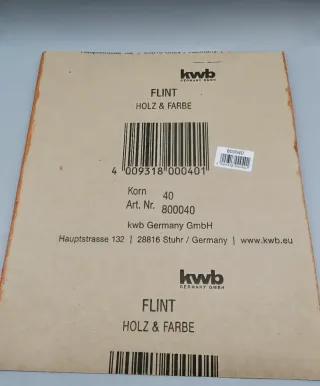 kwb
GERMANY GMBH
FLINT
HOLZ & FARBE
4 009318 000401
Korn 40
Art. Nr. 800040
kwb Germany GmbH
Hauptstrasse 132 | 28816 Stuhr / Germany | www.kwb.eu
kwb
GERMANY GMBH
FLINT
HOLZ & FARBE